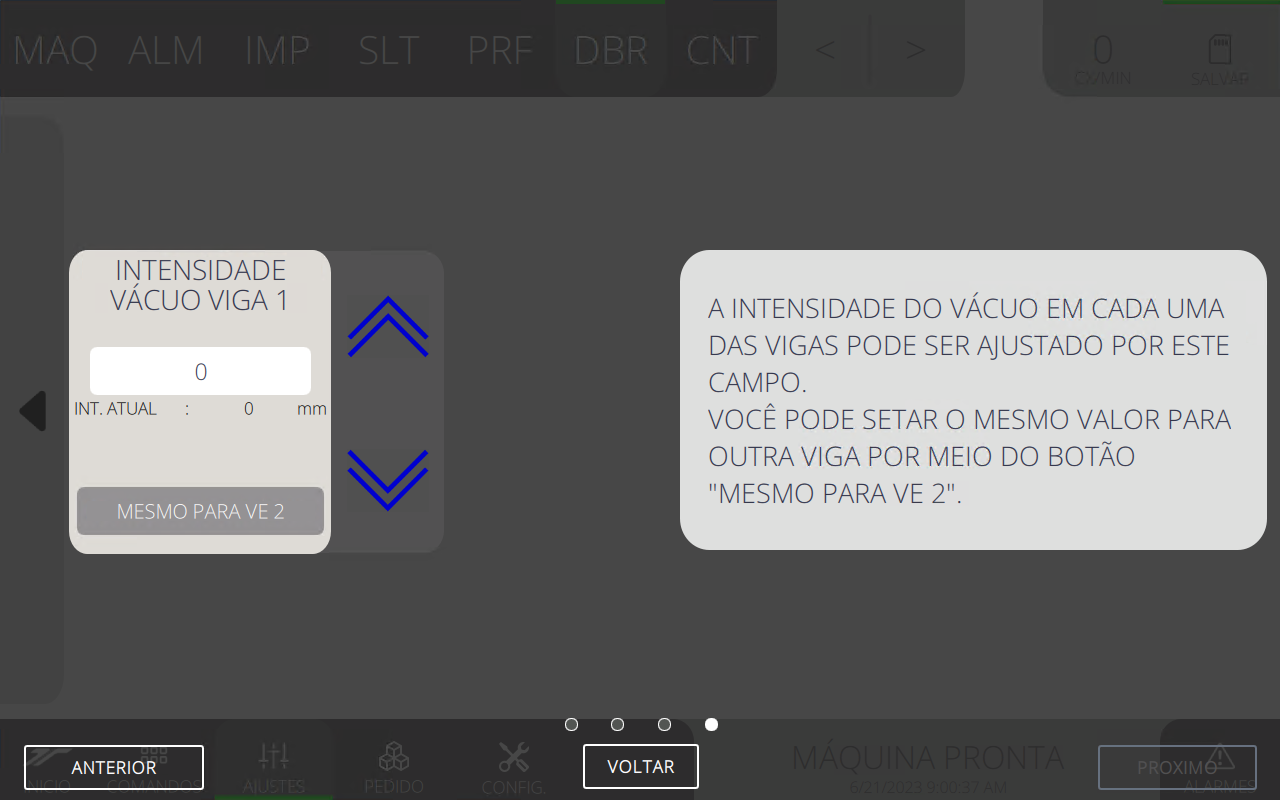 MAQ ALM IMP SLT PRF DBR CNT < > 0
CX/MIN SALVAR
INTENSIDADE
VÁCUO VIGA 1
0
INT. ATUAL : 0 mm
MESMO PARA VE 2
A INTENSIDADE DO VÁCUO EM CADA UMA
DAS VIGAS PODE SER AJUSTADO POR ESTE
CAMPO.
VOCÊ PODE SETAR O MESMO VALOR PARA
OUTRA VIGA POR MEIO DO BOTÃO
"MESMO PARA VE 2".
ANTERIOR
VOLTAR
PROXIMO
MÁQUINA PRONTA
INICIO COMANDOS AJUSTES PEDIDO CONFIG. 6/21/2023 9:00:37 AM ALARMES